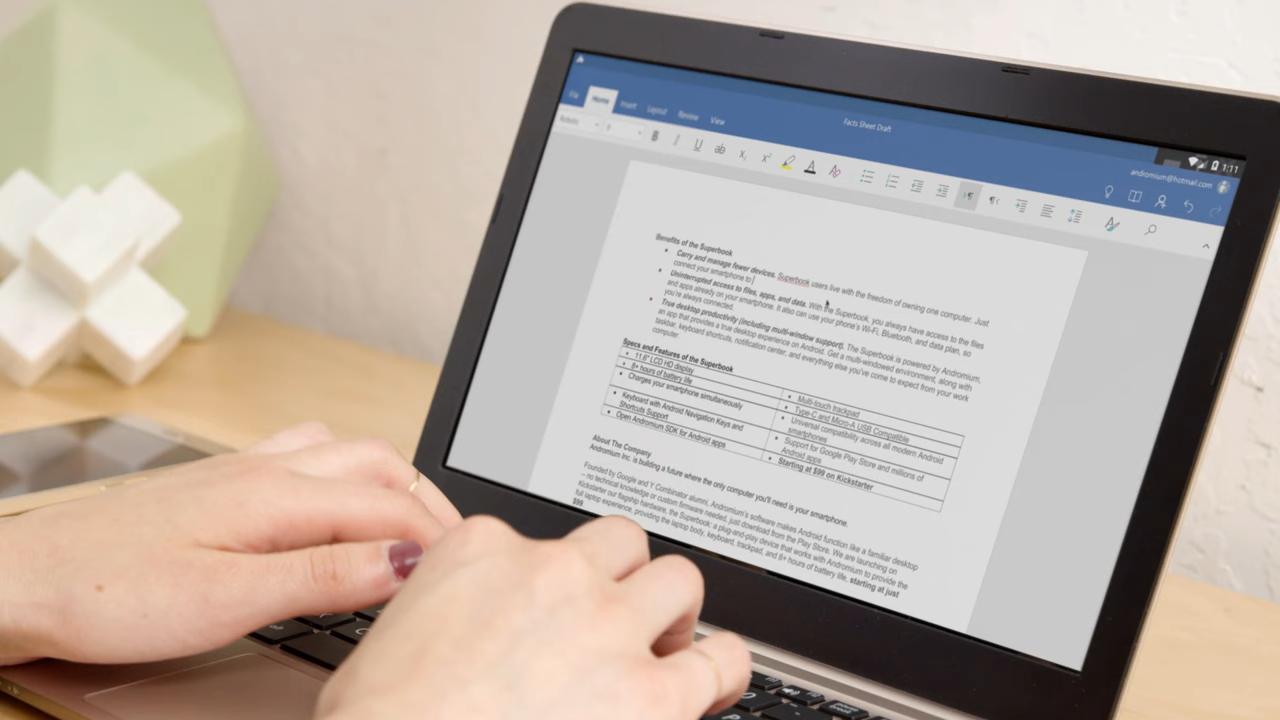 File Home Insert Layout Review View
Facts Sheet Draft
1:11
andromium@hotmail.com
Roboto
Benefits of the Superbook
• Carry and manage fewer devices. Superbook users live with the freedom of owning one computer. Just
connect your smartphone to
• Uninterrupted access to files, apps, and data. With the Superbook, you always have access to the files
and apps already on your smartphone. It also can use your phone's Wi-Fi, Bluetooth, and data plan, so
you're always connected.
• True desktop productivity (including multi-window support). The Superbook is powered by Andromium,
an app that provides a true desktop experience on Android. Get a multi-windowed environment, along with
taskbar, keyboard shortcuts, notification center, and everything else you've come to expect from your work
computer.
Specs and Features of the Superbook
• 11.6" LCD HD display
• 8+ hours of battery life
• Charges your smartphone simultaneously
• Keyboard with Android Navigation Keys and
Shortcuts Support
• Open Andromium SDK for Android apps
• Multi-touch trackpad
• Type-C and Micro-A USB Compatible
• Universal compatibility across all modern Android
smartphones
• Support for Google Play Store and millions of
Android apps
• Starting at $99 on Kickstarter
About The Company
Andromium Inc. is building a future where the only computer you'll need is your smartphone.
Founded by Google and Y Combinator alumni, Andromium's software makes Android function like a familiar desktop
– no technical knowledge or custom firmware needed, just download from the Play Store. We are launching on
Kickstarter our flagship hardware, the Superbook: a plug-and-play device that works with Andromium to provide the
full laptop experience, providing the laptop body, keyboard, trackpad, and 8+ hours of battery life, starting at just
$99